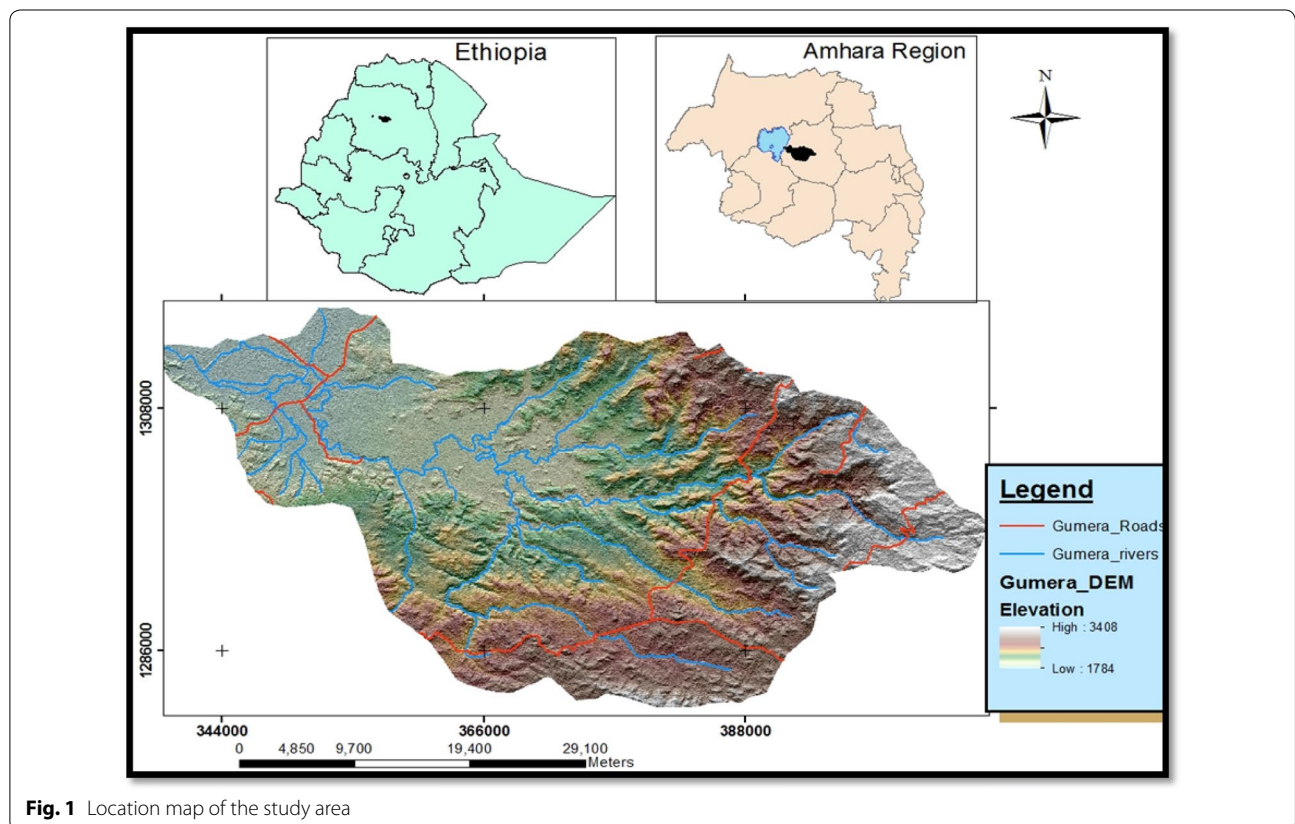 Ethiopia
Amhara Region
N
1308000
1286000
344000 366000 388000
0 4,850 9,700 19,400 29,100
Meters
Legend
Gumera_Roads
Gumera_rivers
Gumera_DEM
Elevation
High : 3408
Low : 1784
Fig. 1 Location map of the study area